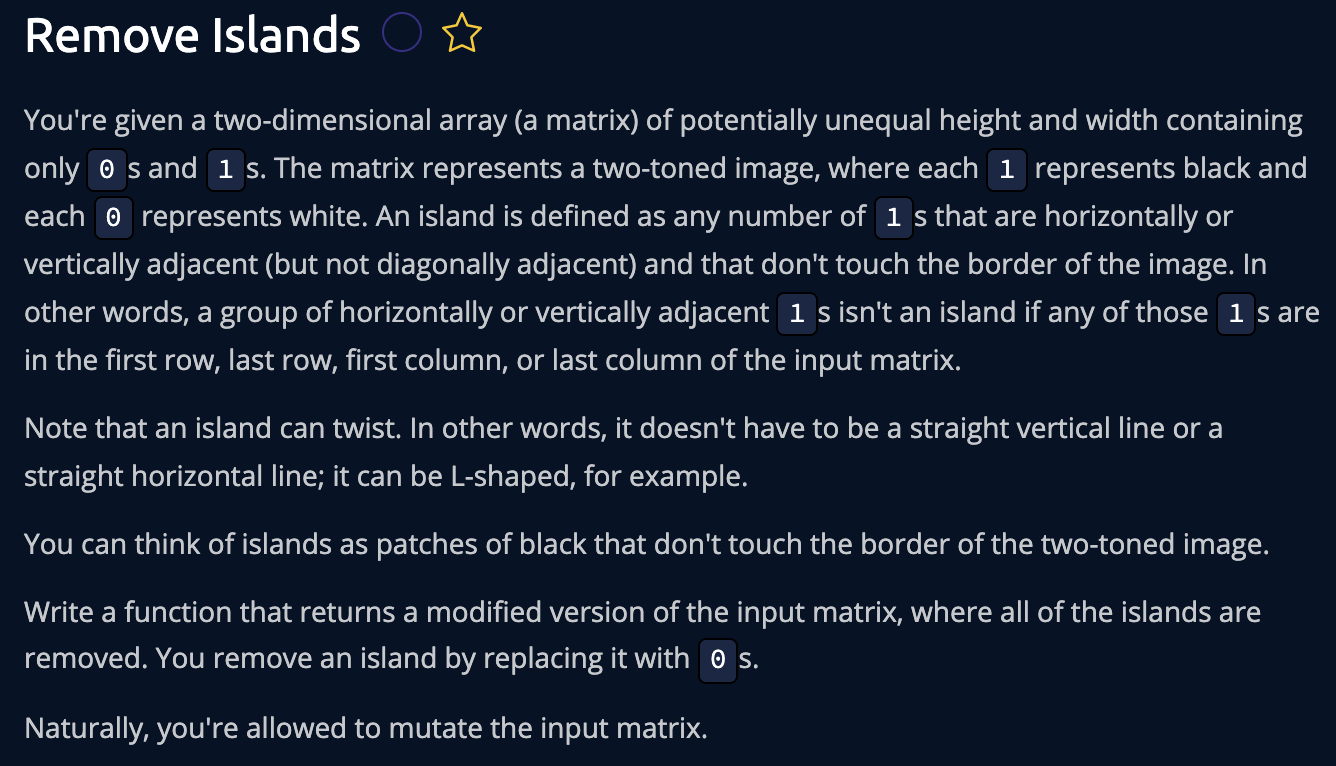 Remove Islands
You're given a two-dimensional array (a matrix) of potentially unequal height and width containing
only 0s and 1s. The matrix represents a two-toned image, where each 1 represents black and
each 0 represents white. An island is defined as any number of 1s that are horizontally or
vertically adjacent (but not diagonally adjacent) and that don't touch the border of the image. In
other words, a group of horizontally or vertically adjacent 1s isn't an island if any of those 1s are
in the first row, last row, first column, or last column of the input matrix.
Note that an island can twist. In other words, it doesn't have to be a straight vertical line or a
straight horizontal line; it can be L-shaped, for example.
You can think of islands as patches of black that don't touch the border of the two-toned image.
Write a function that returns a modified version of the input matrix, where all of the islands are
removed. You remove an island by replacing it with 0s.
Naturally, you're allowed to mutate the input matrix.